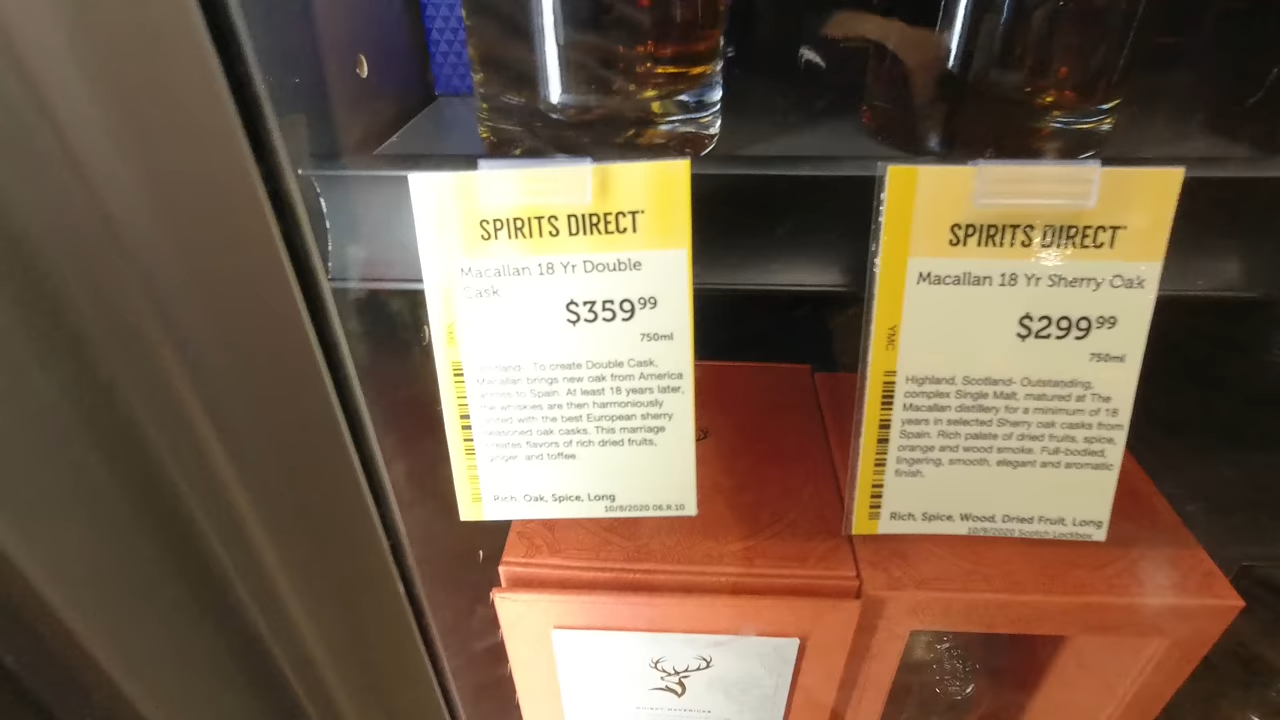 SPIRITS DIRECT
Macallan 18 Yr Double
Cask
$359 99
750ml
To create Double Cask,
Macallan brings new oak from America
to Spain. At least 18 years later,
the whiskies are then harmoniously
with the best European sherry
seasoned oak casks. This marriage
creates flavors of rich dried fruits,
ginger, and toffee.
Rich, Oak, Spice, Long
10/8/2020 06.R.10
SPIRITS DIRECT
Macallan 18 Yr Sherry Oak
$299 99
750ml
YMC
Highland, Scotland- Outstanding,
complex Single Malt, matured at The
Macallan distillery for a minimum of 18
years in selected Sherry oak casks from
Spain. Rich palate of dried fruits, spice,
orange and wood smoke. Full-bodied,
lingering, smooth, elegant and aromatic
finish.
Rich, Spice, Wood, Dried Fruit, Long
10/9/2020 Scotch Lockbox